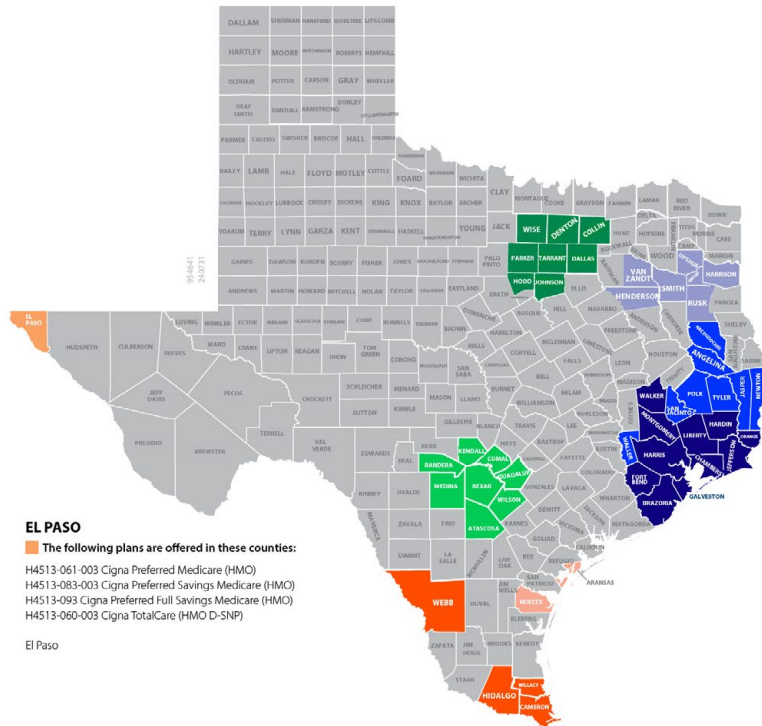 DALLAM SHERMAN HANSFORD OCHILTREE LIPSCOMB
HARTLEY MOORE HUTCHINSON ROBERTS HEMPHILL
OLDHAM POTTER CARSON GRAY WHEELER
DEAF SMITH RANDALL ARMSTRONG DONLEY
PARMER CASTRO SWISHER BRISCOE HALL
BAILEY LAMB HALE FLOYD MOTLEY COTTLE FOARD WICHITA CLAY MONTAGUE COOKE GRAYSON FANNIN LAMAR RED RIVER BOWIE
HOCKLEY LUBBOCK CROSBY DICKENS KING KNOX BAYLOR ARCHER JACK WISE DENTON COLLIN HUNT DELTA HOPKINS TITUS MORRIS CASS
YOAKUM TERRY LYNN GARZA KENT HASKELL YOUNG ROCKWALL WOOD MARION
GAINES DAWSON BORDEN SCURRY FISHER JONES PALO PINTO PARKER TARRANT DALLAS VAN ZANDT UPSHUR HARRISON
954641
240731
ANDREWS MARTIN HOWARD MITCHELL NOLAN TAYLOR CALLAHAN EASTLAND ERATH HOOD JOHNSON ELLIS HENDERSON SMITH RUSK PANOLA
EL PASO HUDSPETH CULBERSON REEVES LOVING WINKLER ECTOR COKE RUNNELS BROWN COMANCHE BOSQUE HILL NAVARRO ANDERSON CHEROKEE SHELBY
WARD CRANE UPTON REAGAN IRION TOM GREEN CONCHO MILLS HAMILTON MCLENNAN LIMESTONE FREESTONE HOUSTON ANGELINA
JEFF DAVIS PECOS CROCKETT SCHLEICHER MENARD SAN SABA CORYELL FALLS LEON TRINITY
SUTTON KIMBLE MASON LLANO BURNET BELL MILAM MADISON WALKER POLK TYLER JASPER NEWTON
PRESIDIO BREWSTER TERRELL VAL VERDE EDWARDS KERR GILLESPIE BLANCO TRAVIS WILLIAMSON LEE BURLESON GRIMES SAN JACINTO MONTGOMERY LIBERTY HARDIN ORANGE
REAL BANDERA KENDALL COMAL HAYS BASTROP FAYETTE AUSTIN WALLER HARRIS CHAMBERS JEFFERSON
KINNEY UVALDE MEDINA BEXAR GUADALUPE GONZALES LAVACA COLORADO FORT BEND GALVESTON
MAVERICK ZAVALA FRIO ATASCOSA WILSON KARNES DEWITT WHARTON BRAZORIA
DIMMIT LA SALLE MCMULLEN LIVE OAK BEE GOLIAD VICTORIA JACKSON MATAGORDA
WEBB DUVAL JIM WELLS SAN PATRICIO REFUGIO CALHOUN ARANSAS
NUECES
KLEBERG
ZAPATA JIM HOGG BROOKS KENEDY
STARR HIDALGO WILLACY
CAMERON
EL PASO
The following plans are offered in these counties:
H4513-061-003 Cigna Preferred Medicare (HMO)
H4513-083-003 Cigna Preferred Savings Medicare (HMO)
H4513-093 Cigna Preferred Full Savings Medicare (HMO)
H4513-060-003 Cigna TotalCare (HMO D-SNP)
El Paso